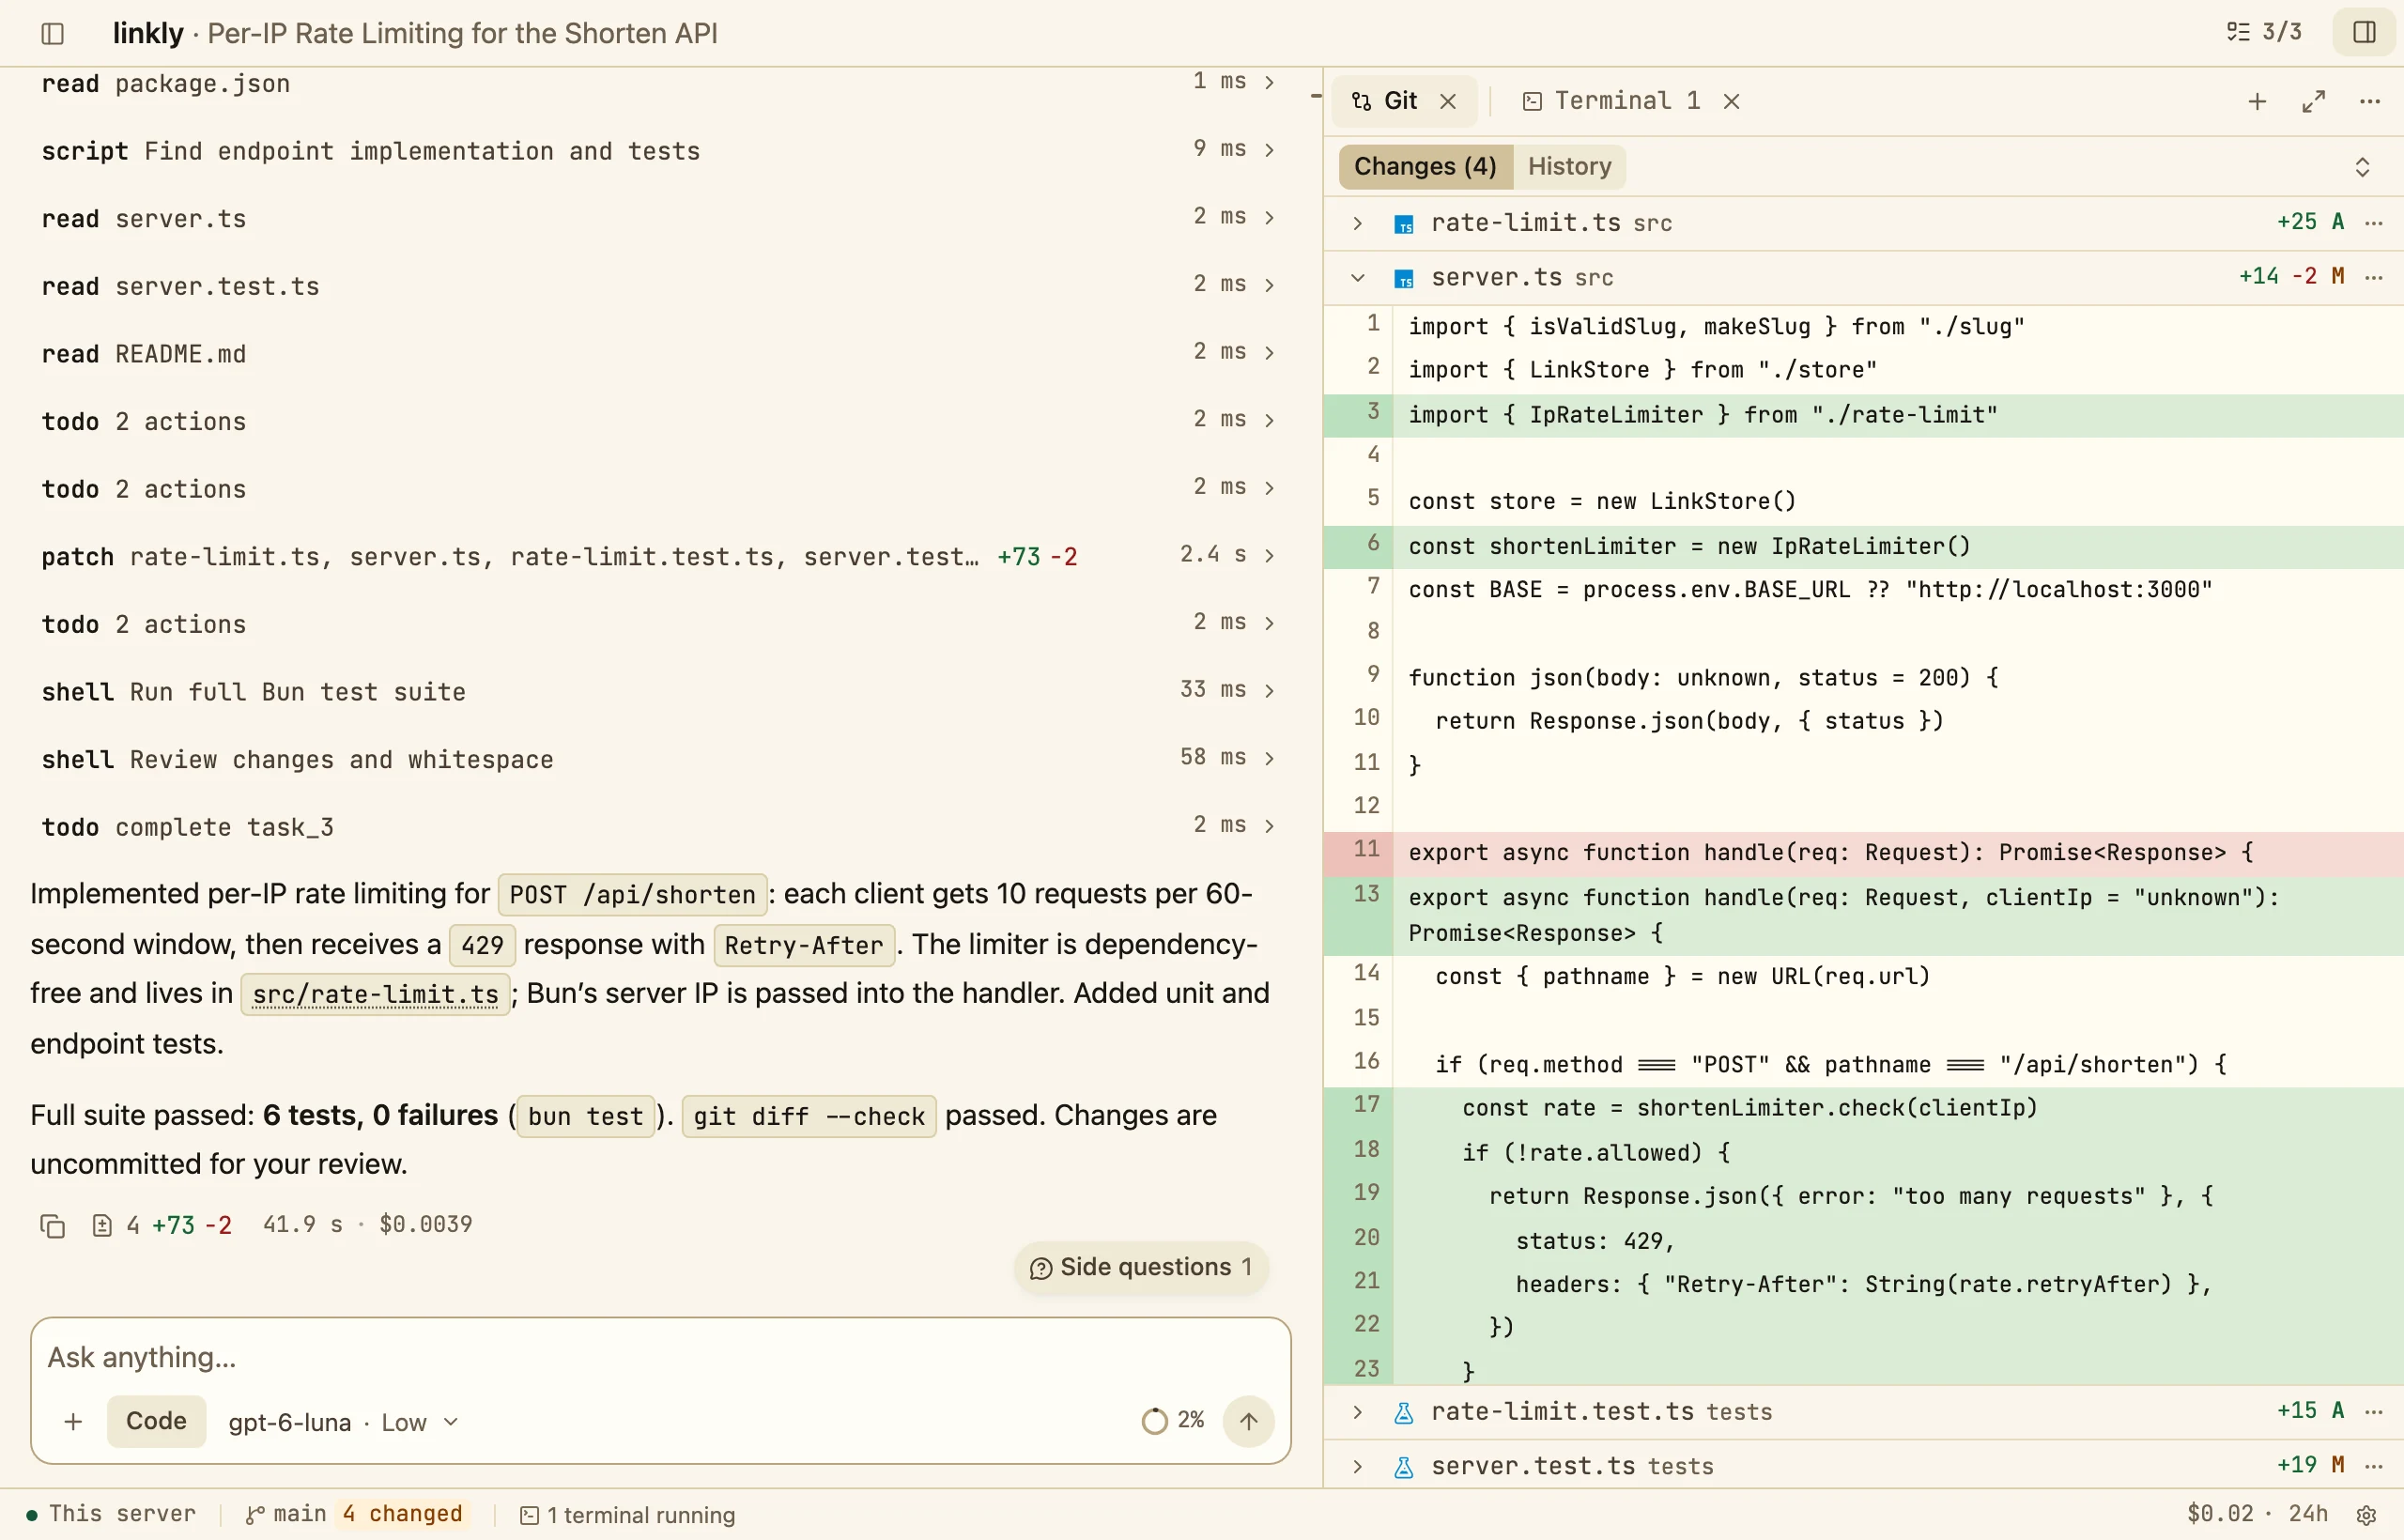 linkly · Per-IP Rate Limiting for the Shorten API
3/3
read package.json 1 ms
script Find endpoint implementation and tests 9 ms
read server.ts 2 ms
read server.test.ts 2 ms
read README.md 2 ms
todo 2 actions 2 ms
todo 2 actions 2 ms
patch rate-limit.ts, server.ts, rate-limit.test.ts, server.test… +73 -2 2.4 s
todo 2 actions 2 ms
shell Run full Bun test suite 33 ms
shell Review changes and whitespace 58 ms
todo complete task_3 2 ms
Implemented per-IP rate limiting for POST /api/shorten: each client gets 10 requests per 60-
second window, then receives a 429 response with Retry-After. The limiter is dependency-
free and lives in src/rate-limit.ts; Bun’s server IP is passed into the handler. Added unit and
endpoint tests.
Full suite passed: 6 tests, 0 failures (bun test). git diff --check passed. Changes are
uncommitted for your review.
4 +73 -2 41.9 s · $0.0039
Side questions 1
Ask anything...
Code gpt-6-luna · Low 2%
Git Terminal 1
Changes (4) History
rate-limit.ts src +25 A
server.ts src +14 -2 M
1 import { isValidSlug, makeSlug } from "./slug"
2 import { LinkStore } from "./store"
3 import { IpRateLimiter } from "./rate-limit"
4
5 const store = new LinkStore()
6 const shortenLimiter = new IpRateLimiter()
7 const BASE = process.env.BASE_URL ?? "http://localhost:3000"
8
9 function json(body: unknown, status = 200) {
10 return Response.json(body, { status })
11 }
12
11 export async function handle(req: Request): Promise<Response> {
13 export async function handle(req: Request, clientIp = "unknown"):
Promise<Response> {
14 const { pathname } = new URL(req.url)
15
16 if (req.method === "POST" && pathname === "/api/shorten") {
17 const rate = shortenLimiter.check(clientIp)
18 if (!rate.allowed) {
19 return Response.json({ error: "too many requests" }, {
20 status: 429,
21 headers: { "Retry-After": String(rate.retryAfter) },
22 })
23 }
rate-limit.test.ts tests +15 A
server.test.ts tests +19 M
This server main 4 changed 1 terminal running $0.02 · 24h